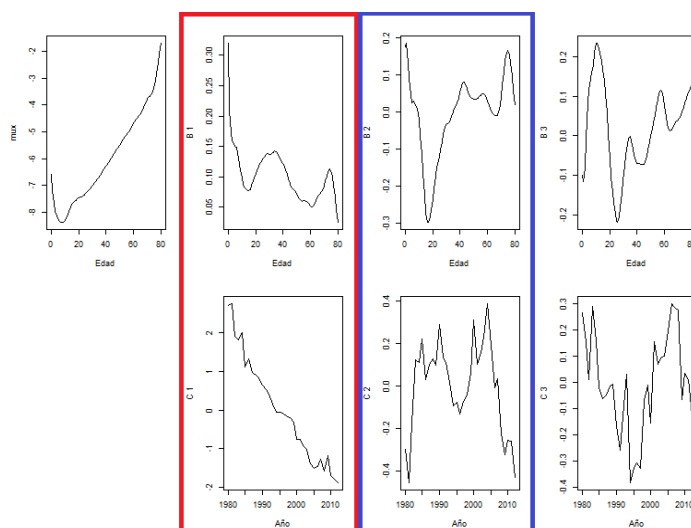 mux
-8 -7 -6 -5 -4 -3 -2
0 20 40 60 80
Edad
B 1
0.05 0.10 0.15 0.20 0.25 0.30
0 20 40 60 80
Edad
B 2
-0.3 -0.2 -0.1 0.0 0.1 0.2
0 20 40 60 80
Edad
B 3
-0.2 -0.1 0.0 0.1 0.2
0 20 40 60 80
Edad
C 1
-2 -1 0 1 2
1980 1990 2000 2010
Año
C 2
-0.4 -0.2 0.0 0.2 0.4
1980 1990 2000 2010
Año
C 3
-0.4 -0.3 -0.2 -0.1 0.0 0.1 0.2 0.3
1980 1990 2000 2010
Año